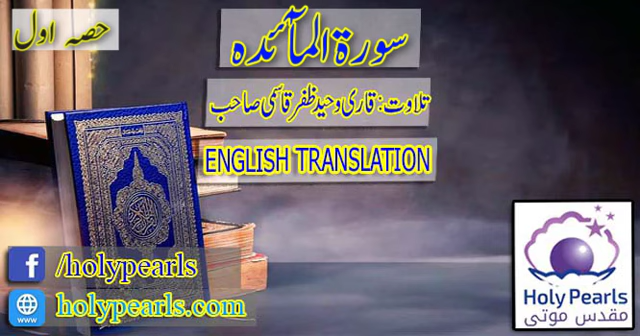 حصہ اول
سورۃ المآئدہ
تلاوت: قاری وحید ظفر قاسمی صاحب
ENGLISH TRANSLATION
f /holypearls
www holypearls.com
Holy Pearls
مقدس موتی